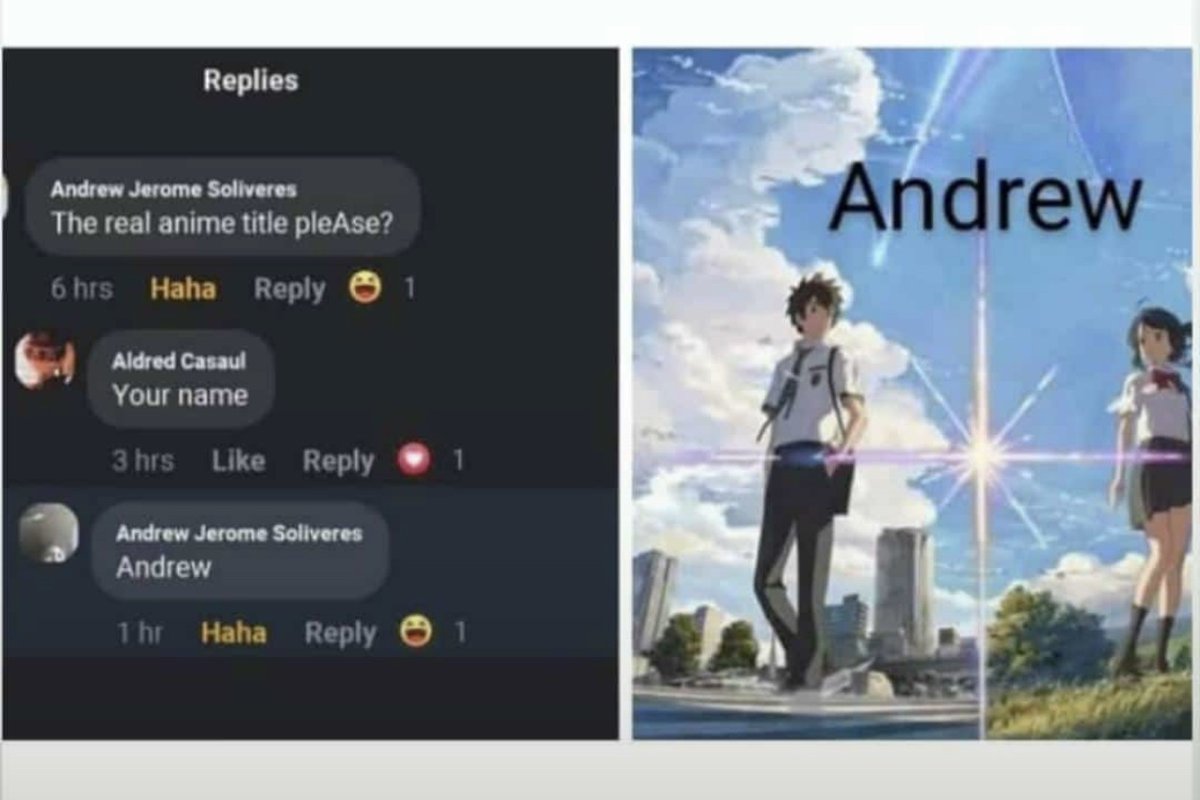 Replies
Andrew Jerome Soliveres
The real anime title pleAse?
6 hrs Haha Reply 1
Aldred Casaul
Your name
3 hrs Like Reply 1
Andrew Jerome Soliveres
Andrew
1 hr Haha Reply 1
Andrew